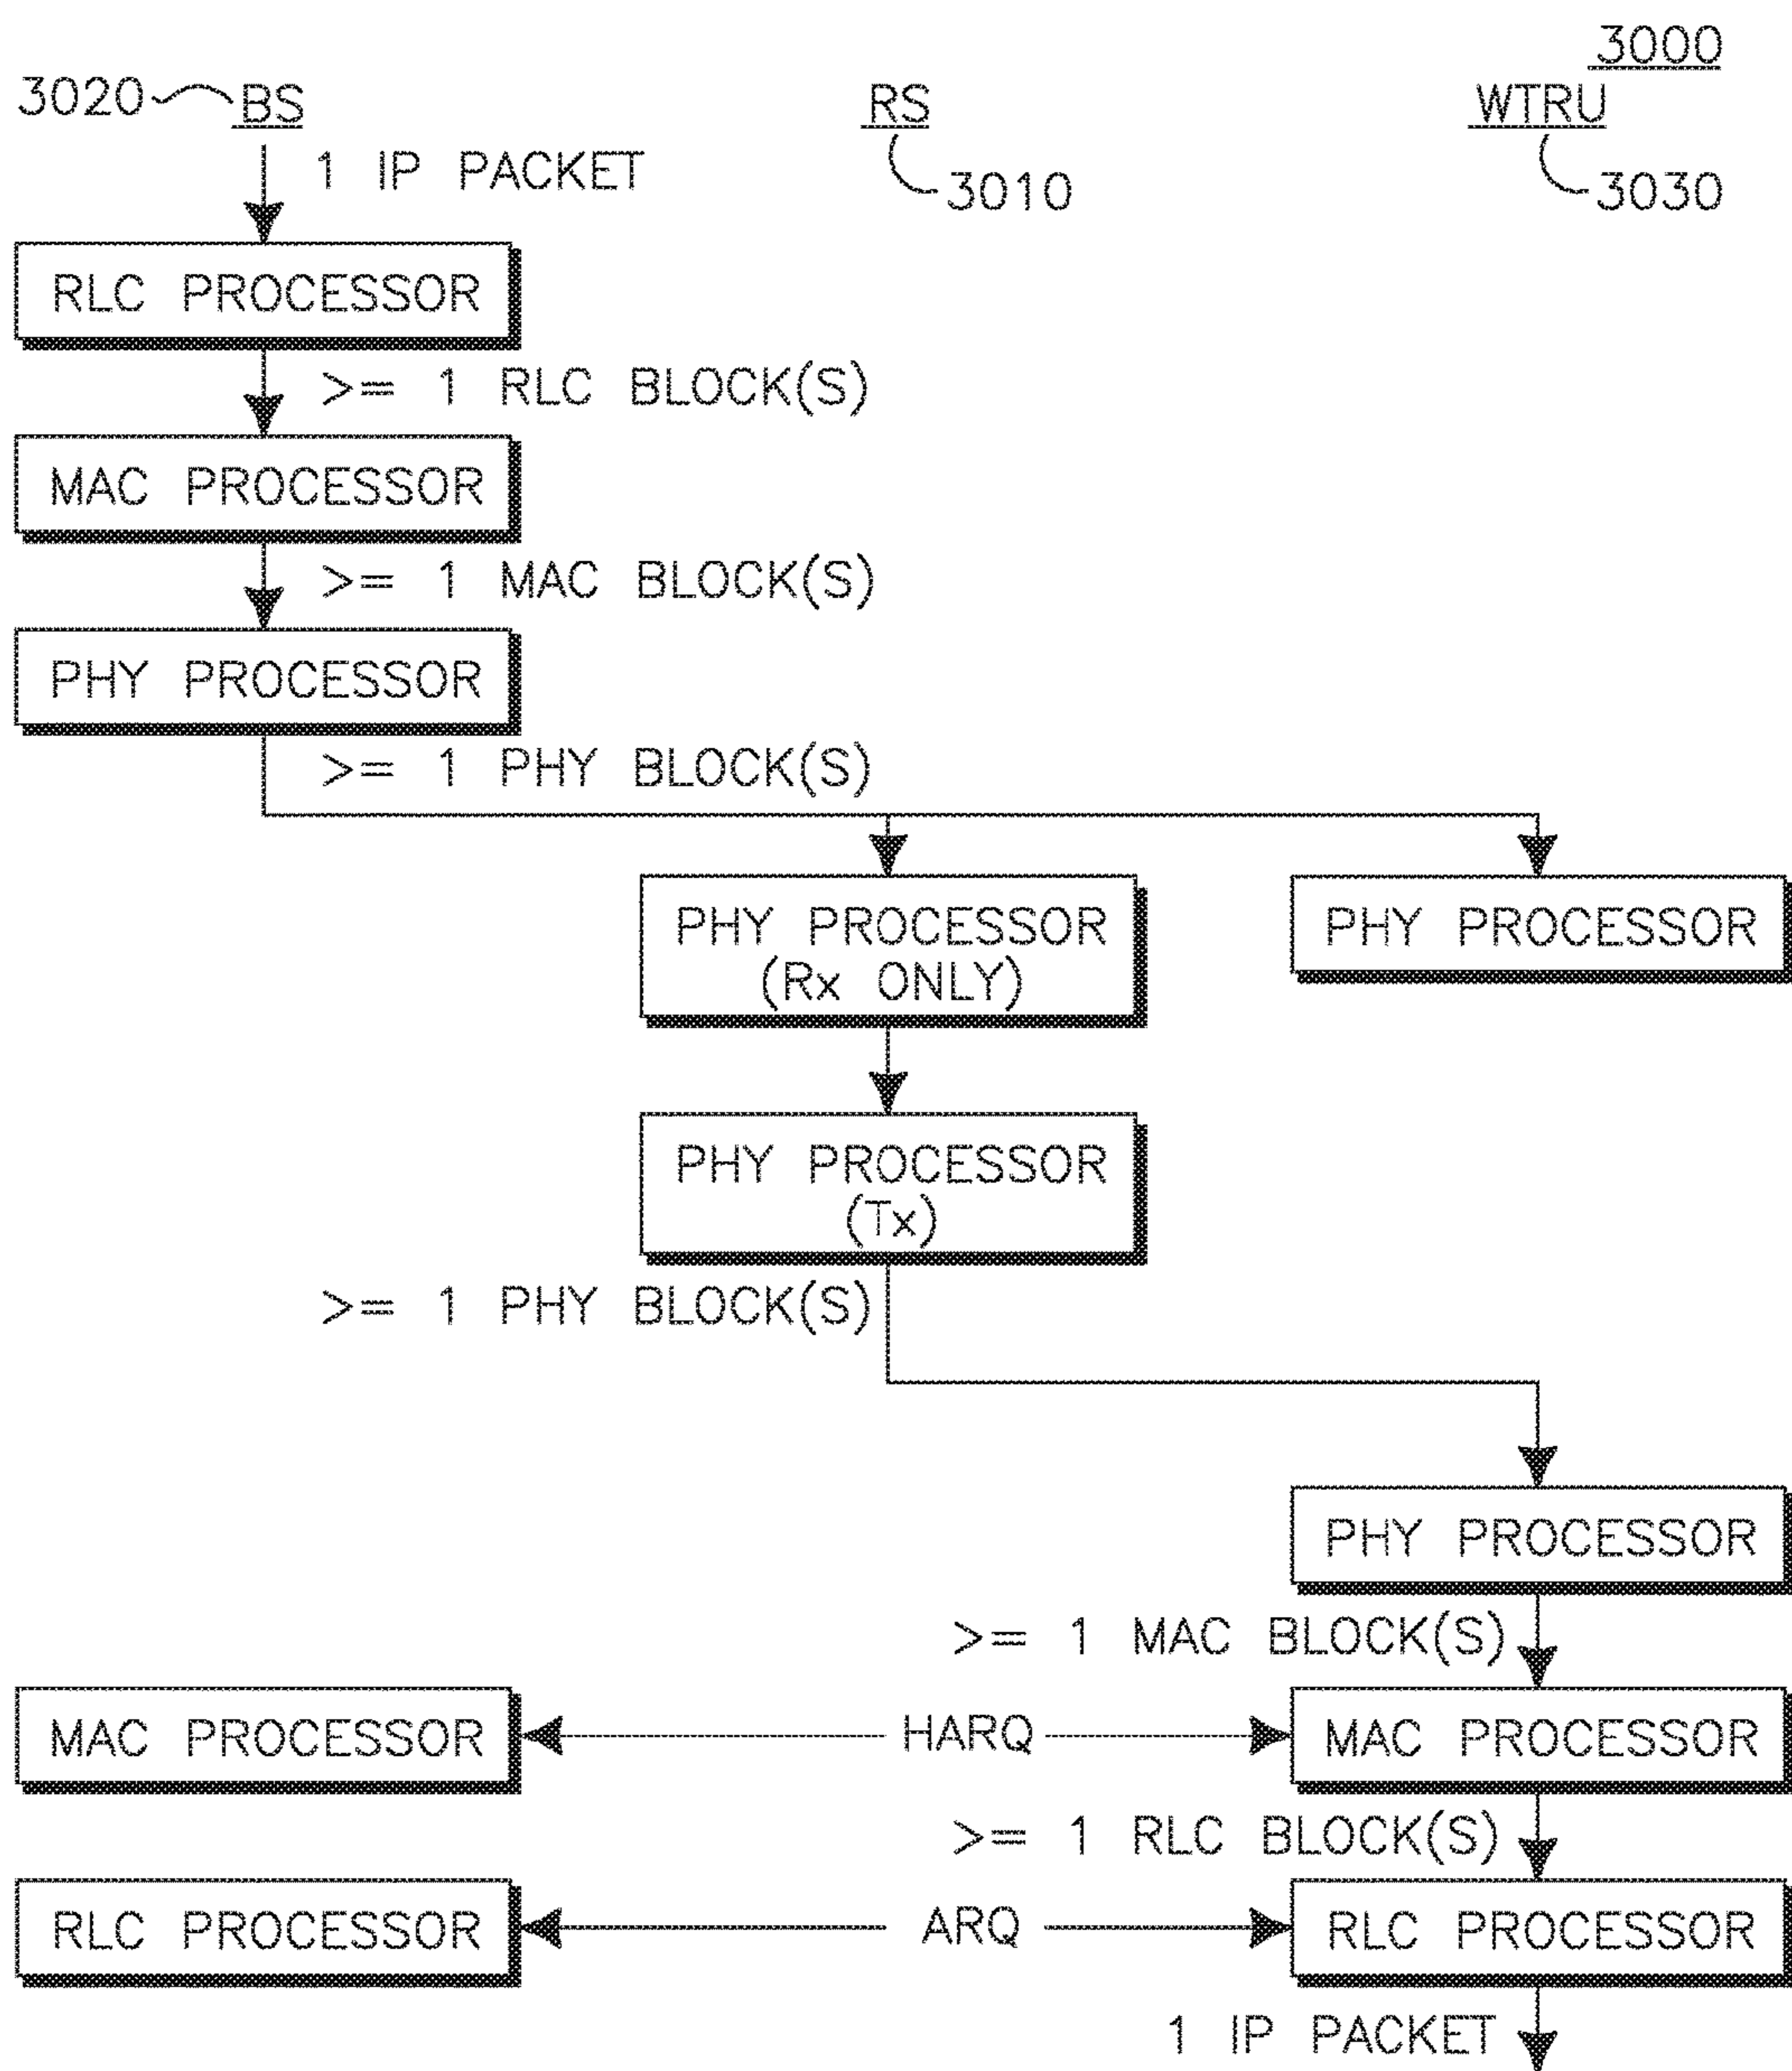 3000
3020 BS
RS
WTRU
1 IP PACKET
3010
3030
RLC PROCESSOR
>= 1 RLC BLOCK(S)
MAC PROCESSOR
>= 1 MAC BLOCK(S)
PHY PROCESSOR
>= 1 PHY BLOCK(S)
PHY PROCESSOR
(Rx ONLY)
PHY PROCESSOR
PHY PROCESSOR
(Tx)
>= 1 PHY BLOCK(S)
PHY PROCESSOR
>= 1 MAC BLOCK(S)
MAC PROCESSOR
HARQ
MAC PROCESSOR
>= 1 RLC BLOCK(S)
RLC PROCESSOR
ARQ
RLC PROCESSOR
1 IP PACKET